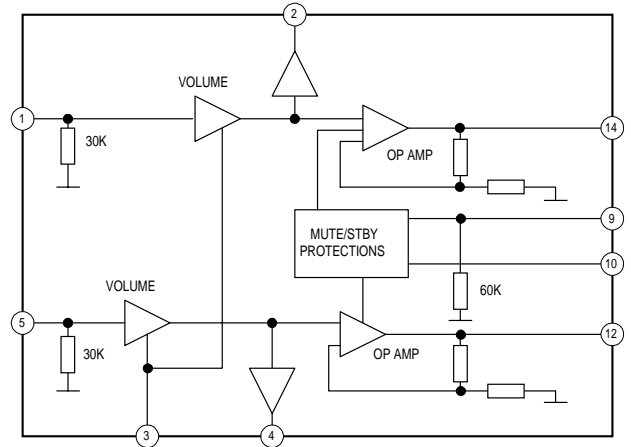 2
VOLUME
1
30K
OP AMP
14
MUTE/STBY
PROTECTIONS
9
10
VOLUME
60K
5
30K
OP AMP
12
3
4